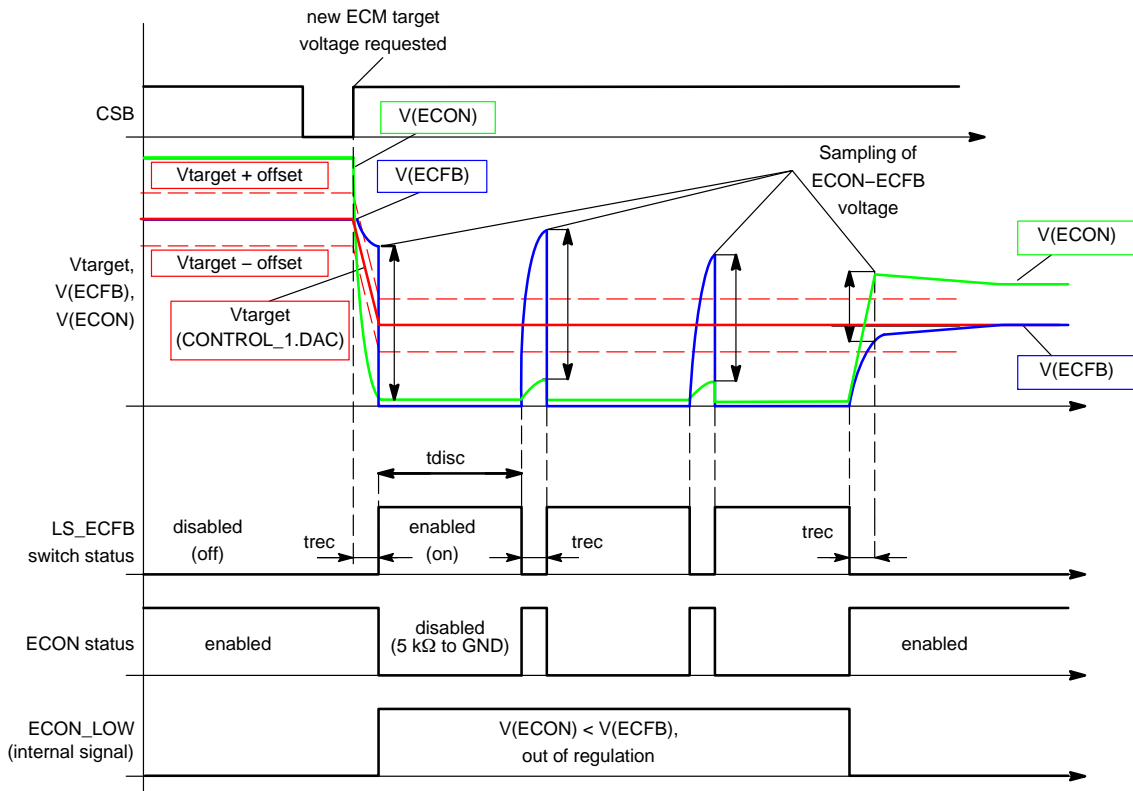 new ECM target
voltage requested
CSB
V(ECON)
Vtarget + offset
V(ECFB)
Sampling of
ECON–ECFB
voltage
V(ECON)
Vtarget – offset
Vtarget,
V(ECFB),
V(ECON)
Vtarget
(CONTROL_1.DAC)
V(ECFB)
tdisc
LS_ECFB
switch status
disabled
(off)
trec
enabled
(on)
trec
trec
ECON status
enabled
disabled
(5 kΩ to GND)
enabled
ECON_LOW
(internal signal)
V(ECON) < V(ECFB),
out of regulation